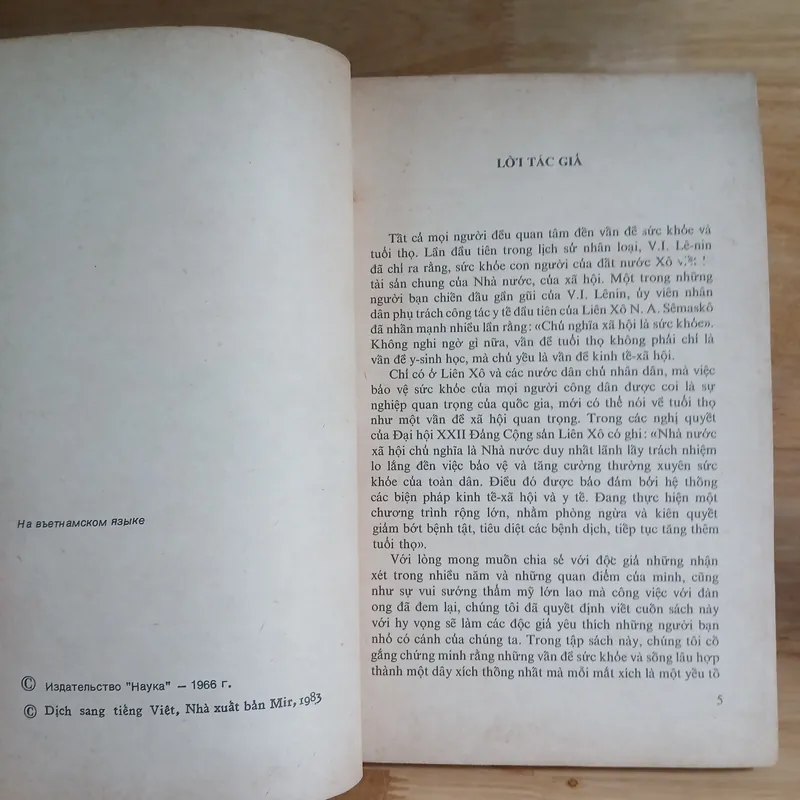 На вьетнамском языке
© Издательство "Наука" – 1966 г.
© Dịch sang tiếng Việt, Nhà xuất bản Mir, 1983
LỜI TÁC GIẢ
Tất cả mọi người đều quan tâm đến vấn đề sức khỏe và
tuổi thọ. Lần đầu tiên trong lịch sử nhân loại, V.I. Lê-nin
đã chỉ ra rằng, sức khỏe con người của đất nước Xô
tài sản chung của Nhà nước, của xã hội. Một trong những
người bạn chiến đấu gần gũi của V.I. Lênin, ủy viên nhân
dân phụ trách công tác y tế đầu tiên của Liên Xô N. A. Sêmaskô
đã nhấn mạnh nhiều lần rằng: «Chủ nghĩa xã hội là sức khỏe».
Không nghi ngờ gì nữa, vấn đề tuổi thọ không phải chỉ là
vấn đề y-sinh học, mà chủ yếu là vấn đề kinh tế-xã hội.
Chỉ có ở Liên Xô và các nước dân chủ nhân dân, mà việc
bảo vệ sức khỏe của mọi người công dân được coi là sự
nghiệp quan trọng của quốc gia, mới có thể nói về tuổi thọ
như một vấn đề xã hội quan trọng. Trong các nghị quyết
của Đại hội XXII Đảng Cộng sản Liên Xô có ghi: «Nhà nước
xã hội chủ nghĩa là Nhà nước duy nhất lãnh lấy trách nhiệm
lo lắng đến việc bảo vệ và tăng cường thường xuyên sức
khỏe của toàn dân. Điều đó được bảo đảm bởi hệ thống
các biện pháp kinh tế-xã hội và y tế. Đang thực hiện một
chương trình rộng lớn, nhằm phòng ngừa và kiên quyết
giảm bớt bệnh tật, tiêu diệt các bệnh dịch, tiếp tục tăng thêm
tuổi thọ».
Với lòng mong muốn chia sẻ với độc giả những nhận
xét trong nhiều năm và những quan điểm của mình, cũng
như sự vui sướng thẩm mỹ lớn lao mà công việc với đàn
ong đã đem lại, chúng tôi đã quyết định viết cuốn sách này
với hy vọng sẽ làm các độc giả yêu thích những người bạn
nhỏ có cánh của chúng ta. Trong tập sách này, chúng tôi cố
gắng chứng minh rằng những vấn đề sức khỏe và sống lâu hợp
thành một dây xích thống nhất mà mỗi mắt xích là một yếu tố
5